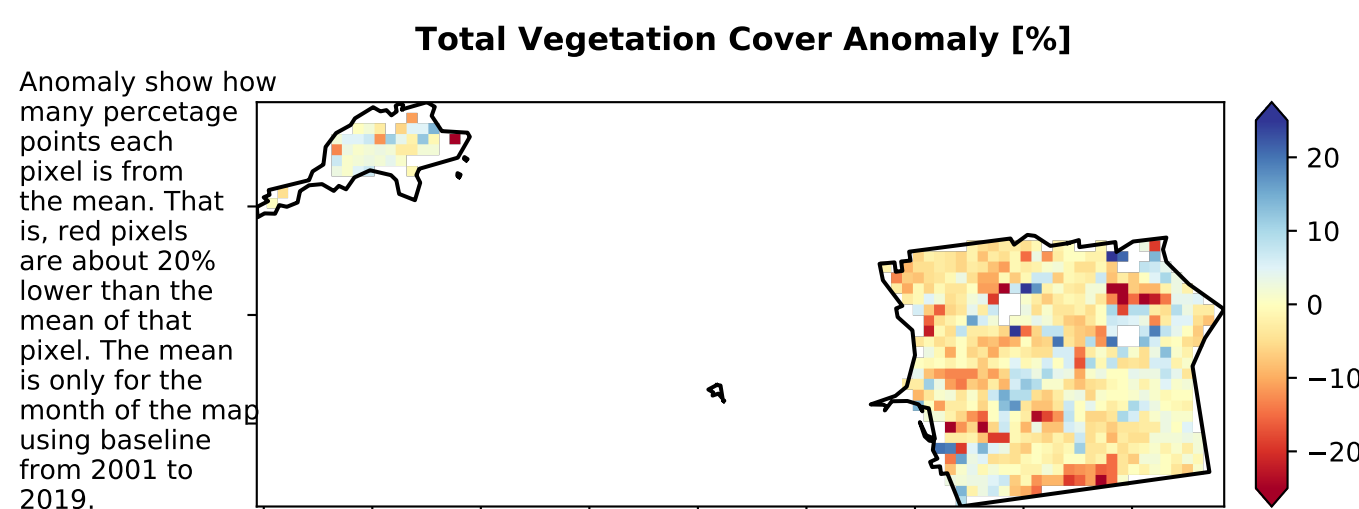 Total Vegetation Cover Anomaly [%]
Anomaly show how
many percetage
points each
pixel is from
the mean. That
is, red pixels
are about 20%
lower than the
mean of that
pixel. The mean
is only for the
month of the map
using baseline
from 2001 to
2019.
20
10
0
−10
−20